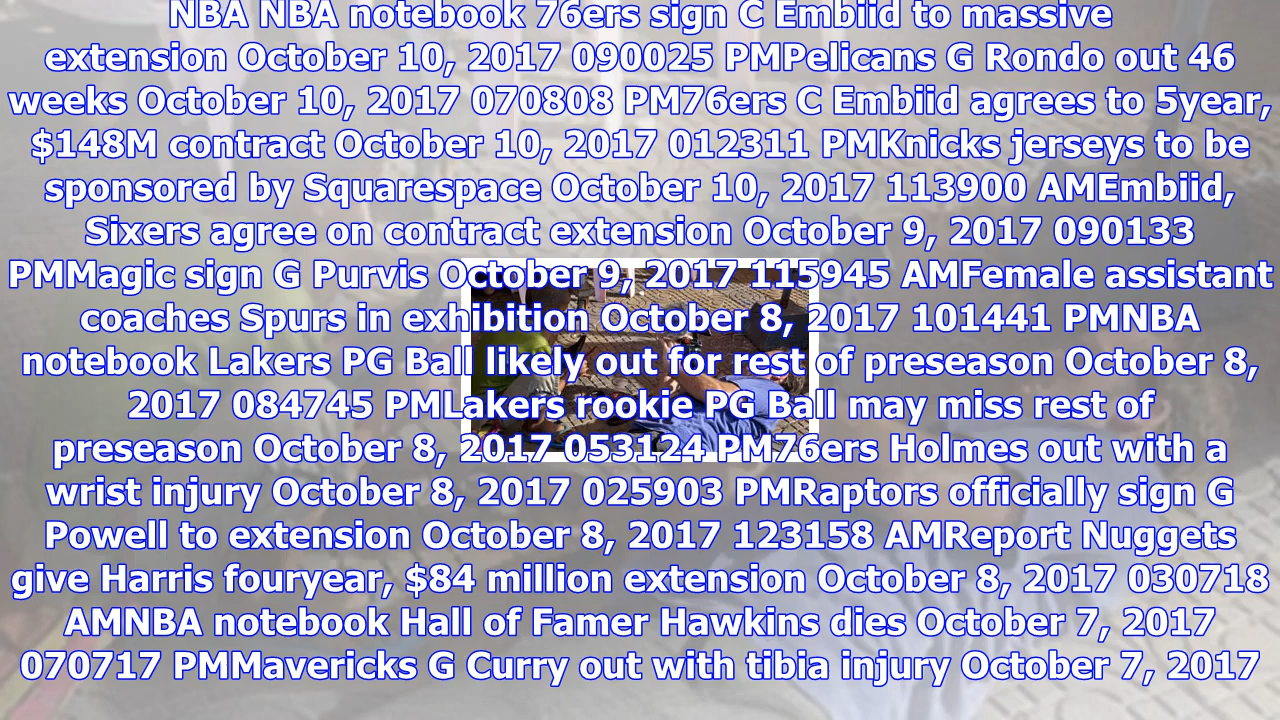 NBA NBA notebook 76ers sign C Embiid to massive
extension October 10, 2017 090025 PMPelicans G Rondo out 46
weeks October 10, 2017 070808 PM76ers C Embiid agrees to 5year,
$148M contract October 10, 2017 012311 PMKnicks jerseys to be
sponsored by Squarespace October 10, 2017 113900 AMEmbiid,
Sixers agree on contract extension October 9, 2017 090133
PMMagic sign G Purvis October 9, 2017 115945 AMFemale assistant
coaches Spurs in exhibition October 8, 2017 101441 PMNBA
notebook Lakers PG Ball likely out for rest of preseason October 8,
2017 084745 PMLakers rookie PG Ball may miss rest of
preseason October 8, 2017 053124 PM76ers Holmes out with a
wrist injury October 8, 2017 025903 PMRaptors officially sign G
Powell to extension October 8, 2017 123158 AMReport Nuggets
give Harris fouryear, $84 million extension October 8, 2017 030718
AMNBA notebook Hall of Famer Hawkins dies October 7, 2017
070717 PMMavericks G Curry out with tibia injury October 7, 2017